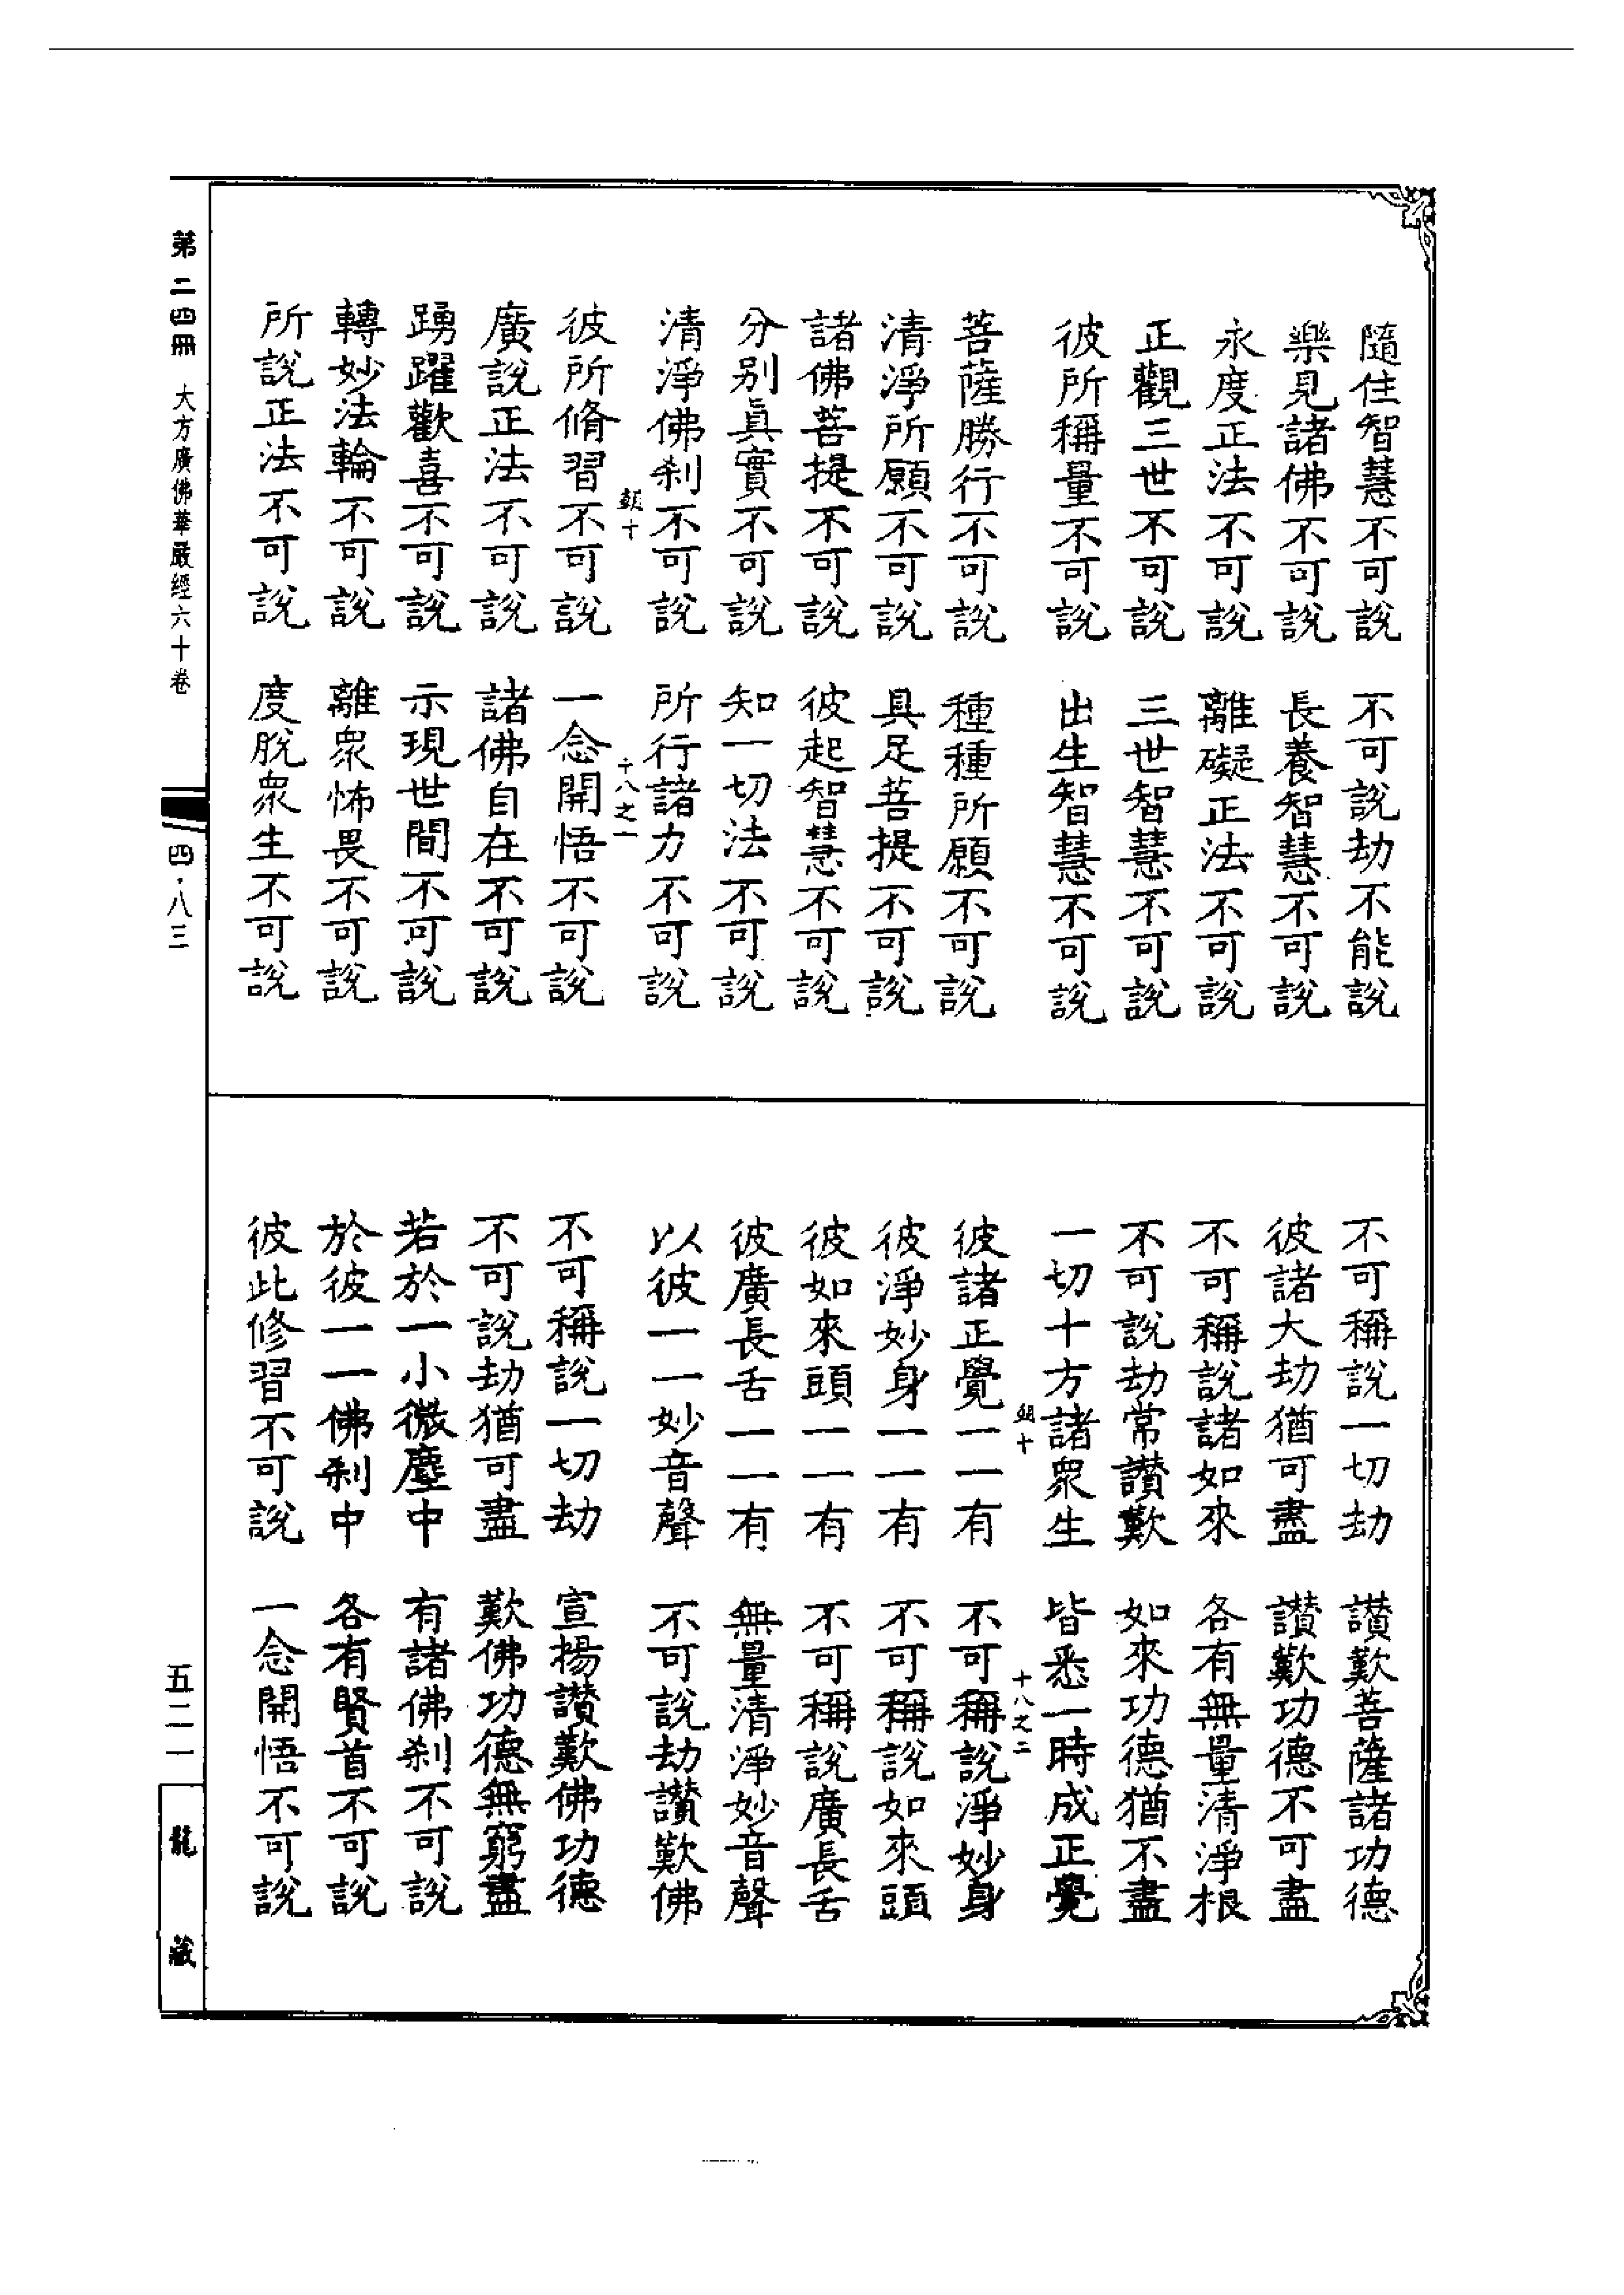 隨住智慧不可說　不可說劫不能說
樂見諸佛不可說　長養智慧不可說
永度正法不可說　離礙正法不可說
正觀三世不可說　三世智慧不可說
彼所稱量不可說　出生智慧不可說
菩薩勝行不可說　種種所願不可說
清淨所願不可說　具足菩提不可說
諸佛菩提不可說　彼起智慧不可說
分別眞實不可說　知一切法不可說
清淨佛刹不可說　所行諸力不可說
朝十　十八之一
彼所脩習不可說　一念開悟不可說
廣說正法不可說　諸佛自在不可說
踴躍歡喜不可說　示現世間不可說
轉妙法輪不可說　離衆怖畏不可說
所說正法不可說　度脫衆生不可說
不可稱說一切劫　讃歎菩薩諸功德
彼諸大劫猶可盡　讃歎功德不可盡
不可稱說諸如來　各有無量清淨根
不可說劫常讃歎　如來功德猶不盡
一切十方諸衆生　皆悉一時成正覺
朝十　十八之二
彼諸正覺一一有　不可稱說淨妙身
彼淨妙身一一有　不可稱說如來頭
彼如來頭一一有　不可稱說廣長舌
彼廣長舌一一有　無量清淨妙音聲
以彼一一妙音聲　不可說劫讃歎佛
不可稱說一切劫　宣揚讃歎佛功德
不可說劫猶可盡　歎佛功德無窮盡
若於一小微塵中　有諸佛刹不可說
於彼一一佛刹中　各有賢首不可說
彼此修習不可說　一念開悟不可說
第二四冊　大方廣佛華嚴經六十卷　四·八三　五二一　龍藏